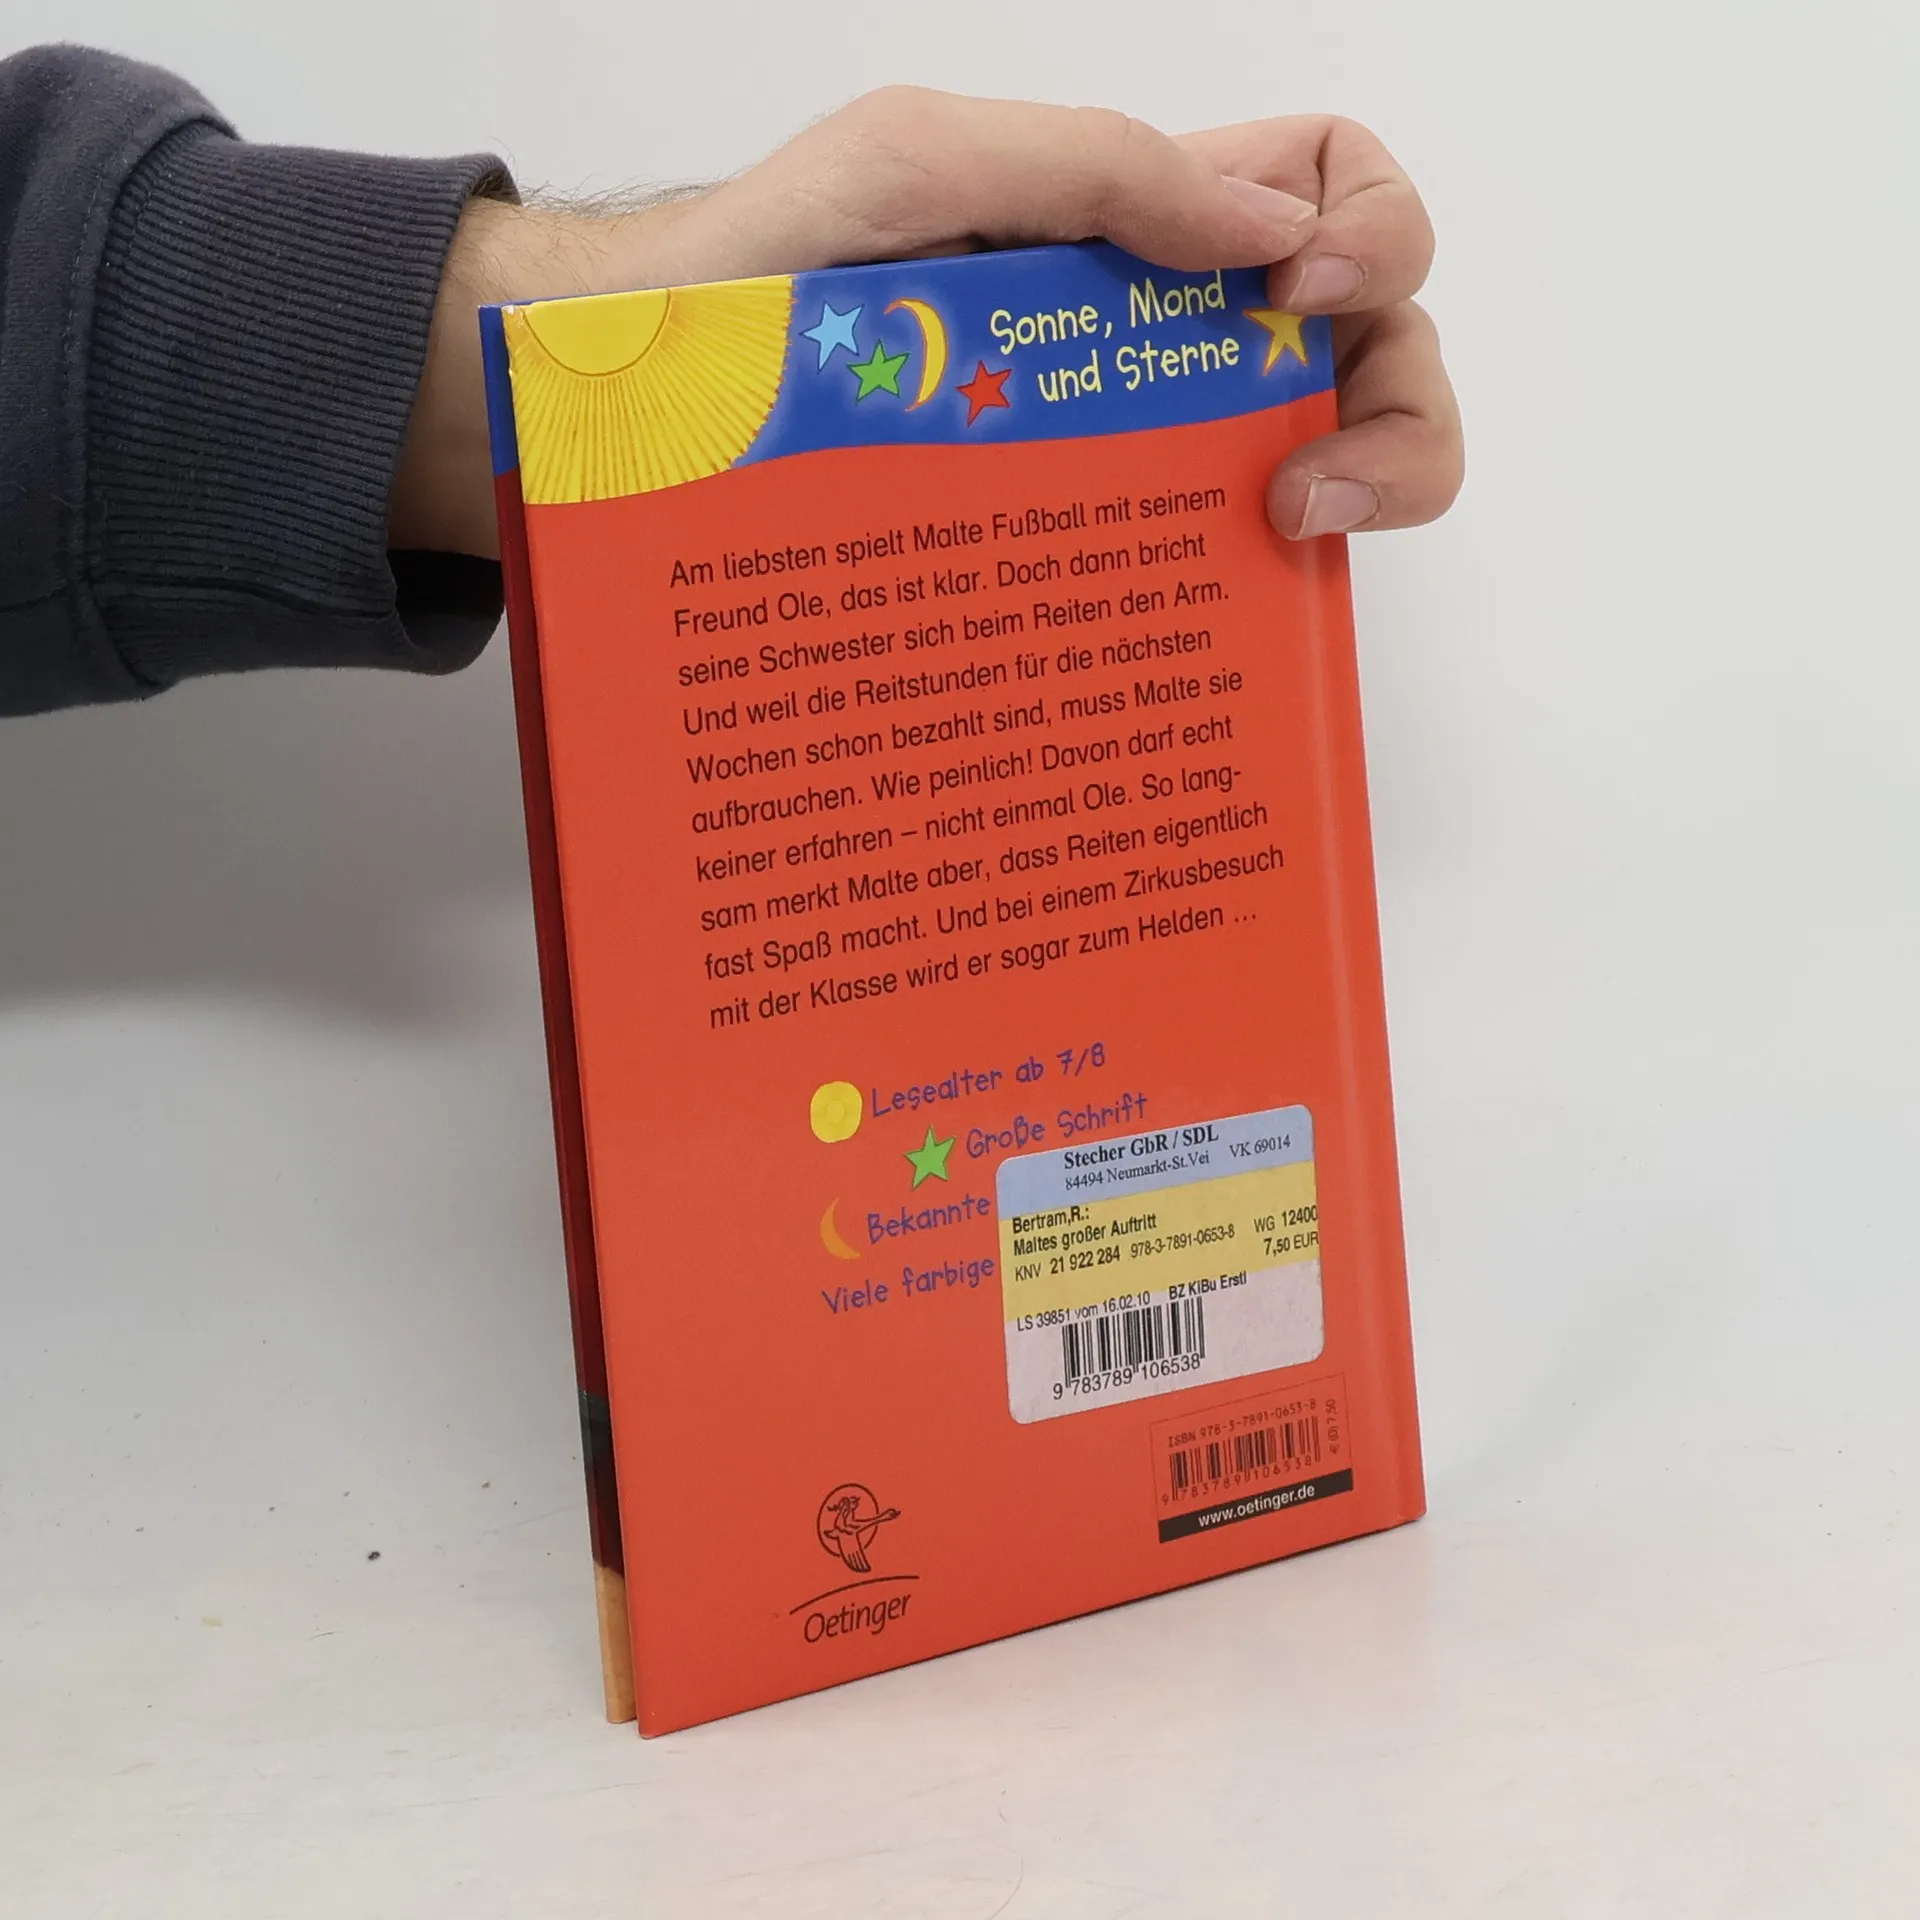 Sonne, Mond
und Sterne
Am liebsten spielt Malte Fußball mit seinem
Freund Ole, das ist klar. Doch dann bricht
seine Schwester sich beim Reiten den Arm.
Und weil die Reitstunden für die nächsten
Wochen schon bezahlt sind, muss Malte sie
aufbrauchen. Wie peinlich! Davon darf echt
keiner erfahren – nicht einmal Ole. So lang-
sam merkt Malte aber, dass Reiten eigentlich
fast Spaß macht. Und bei einem Zirkusbesuch
mit der Klasse wird er sogar zum Helden ...
Lesealter ab 7/8
Große Schrift
Bekannte
Viele farbige
Stecher GbR / SDL
84494 Neumarkt-St.Vei VK 69014
Bertram,R.:
Maltes großer Auftritt
KNV 21 922 284 978-3-7891-0653-8 WG 12400
7,50 EUR
LS 39851 vom 16.02.10 BZ KiBu Erstl
9 783789 106538
ISBN 978-3-7891-0653-8
€ (D) 7,50
9 783789 106538
www.oetinger.de
Oetinger